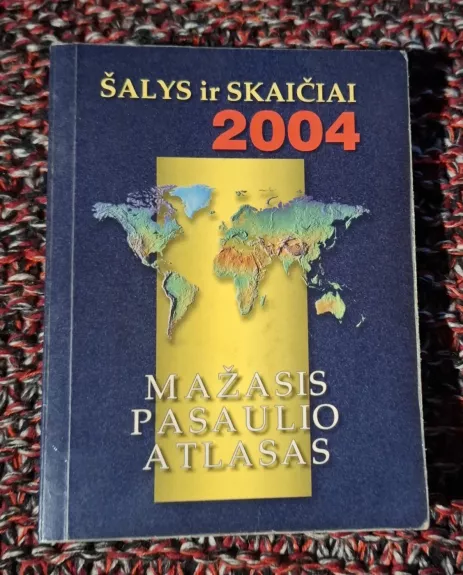 ŠALYS ir SKAIČIAI
2004
MAŽASIS
PASAULIO
ATLASAS